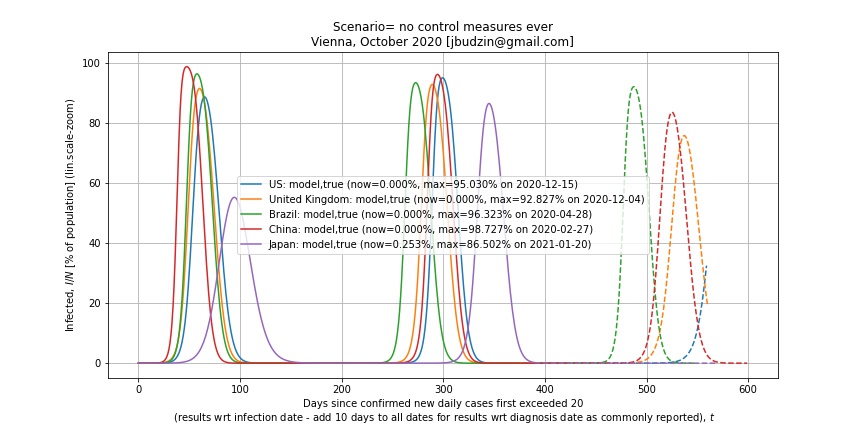 Scenario= no control measures ever
Vienna, October 2020 [jbudzin@gmail.com]
Infected, I/N [% of population] (lin.scale-zoom)
100
80
60
40
20
0
US: model,true (now=0.000%, max=95.030% on 2020-12-15)
United Kingdom: model,true (now=0.000%, max=92.827% on 2020-12-04)
Brazil: model,true (now=0.000%, max=96.323% on 2020-04-28)
China: model,true (now=0.000%, max=98.727% on 2020-02-27)
Japan: model,true (now=0.253%, max=86.502% on 2021-01-20)
0 100 200 300 400 500 600
Days since confirmed new daily cases first exceeded 20
(results wrt infection date - add 10 days to all dates for results wrt diagnosis date as commonly reported), t